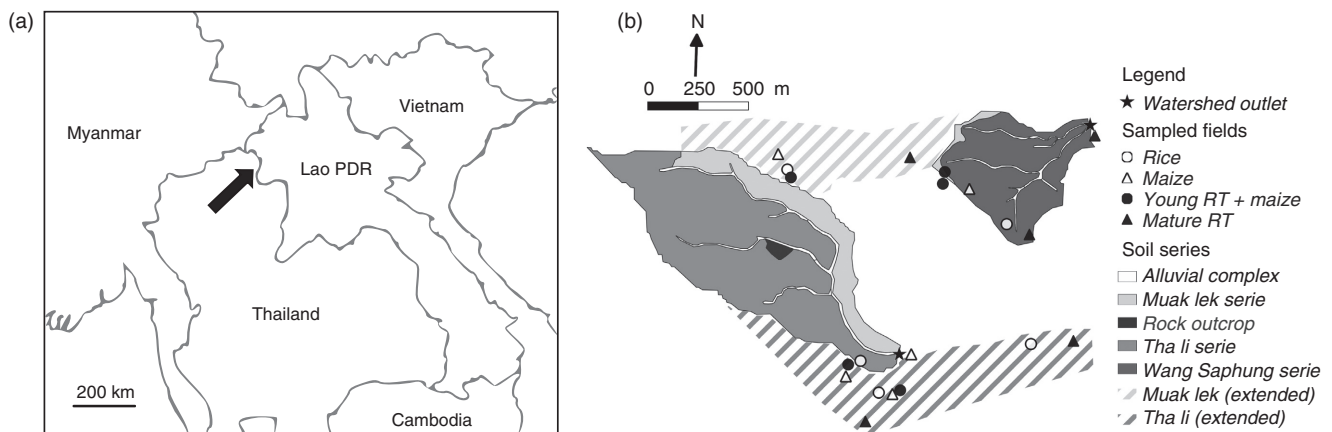 (a)
Myanmar
Vietnam
Lao PDR
Thailand
Cambodia
200 km
(b)
N
0 250 500 m
Legend
Watershed outlet
Sampled fields
Rice
Maize
Young RT + maize
Mature RT
Soil series
Alluvial complex
Muak lek serie
Rock outcrop
Tha li serie
Wang Saphung serie
Muak lek (extended)
Tha li (extended)